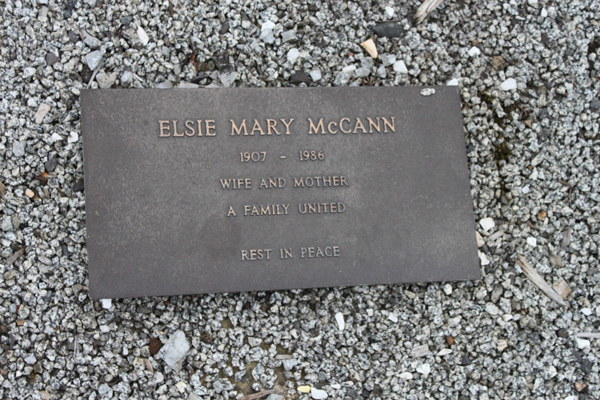 ELSIE MARY McCANN
1907 - 1986
WIFE AND MOTHER
A FAMILY UNITED
REST IN PEACE